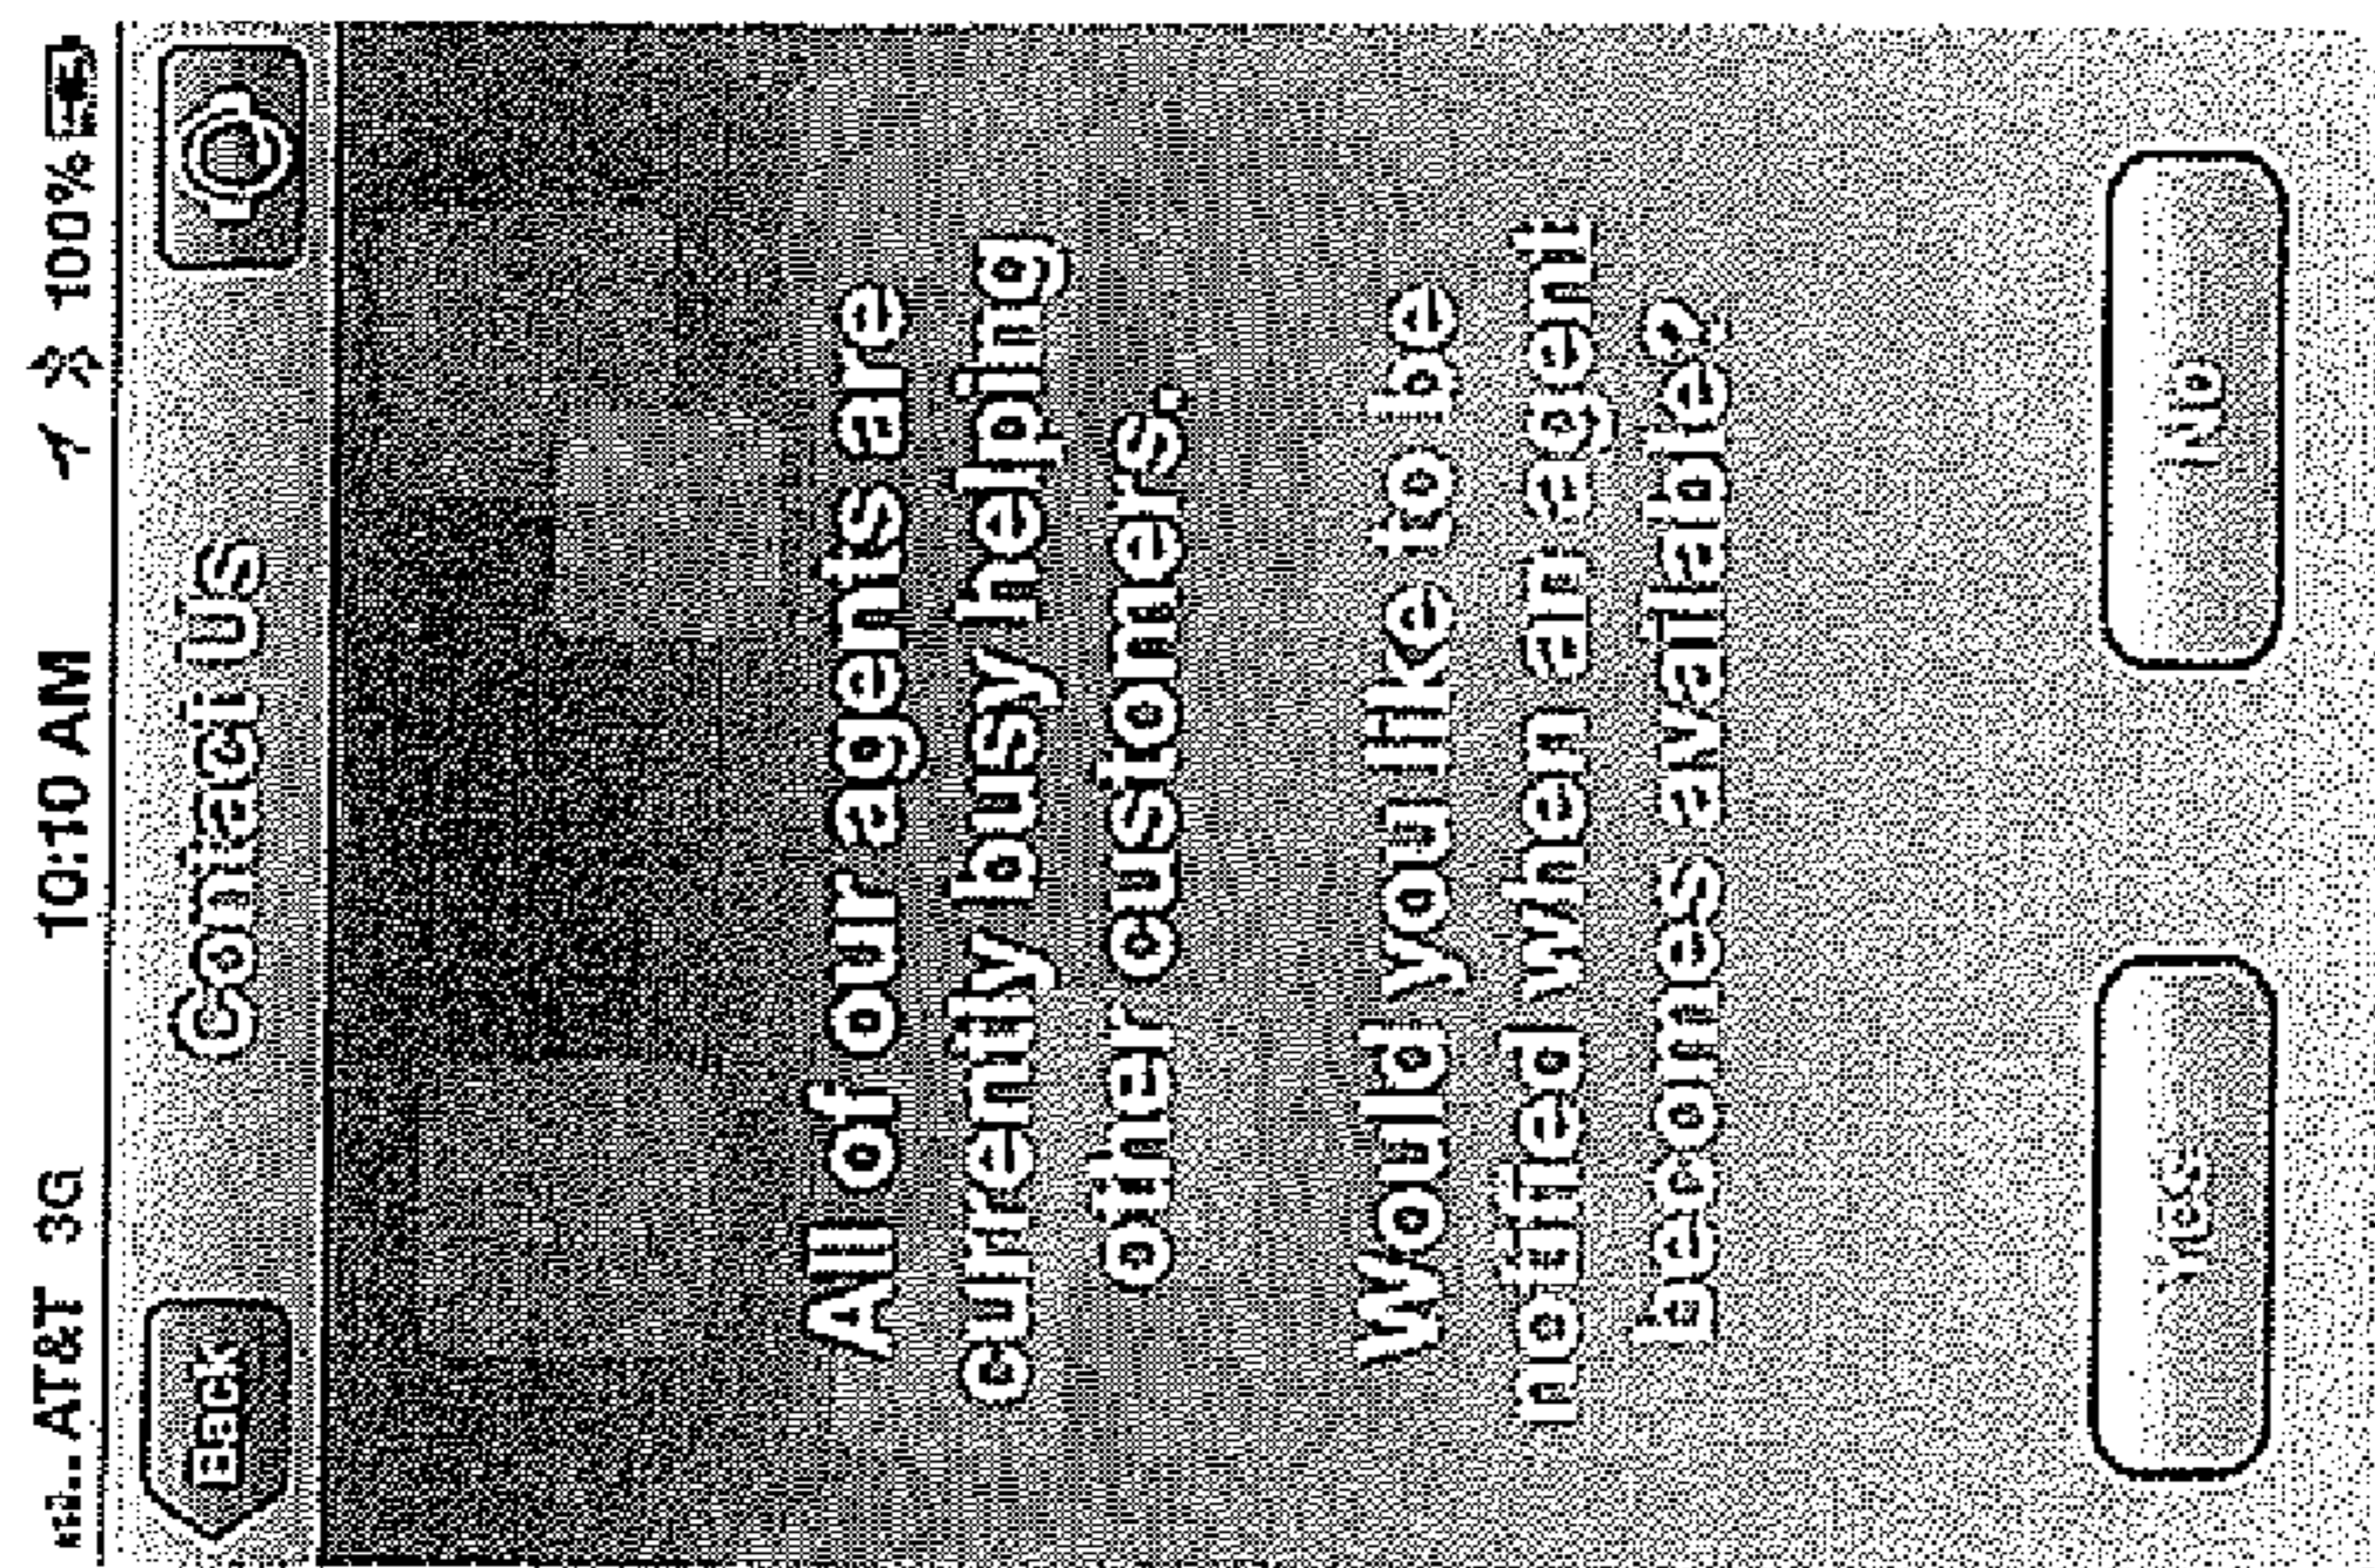 AT&T 3G 10:10 AM 100%
Back Contact Us
All of our agents are
currently busy helping
other customers.
Would you like to be
notified when an agent
becomes available?
Yes No